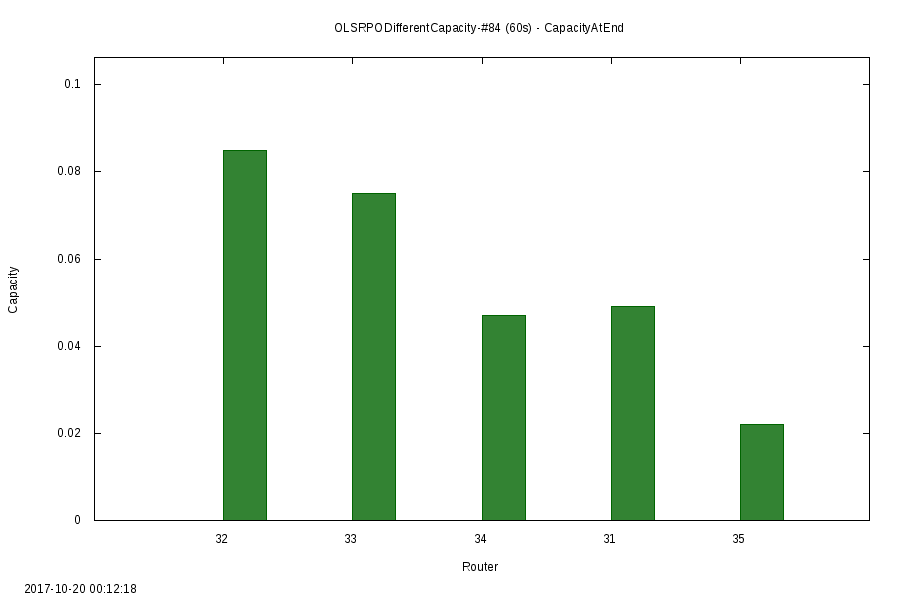 OLSRPODifferentCapacity-#84 (60s) - CapacityAtEnd
0.1
0.08
0.06
0.04
0.02
0
Capacity
32 33 34 31 35
Router
2017-10-20 00:12:18